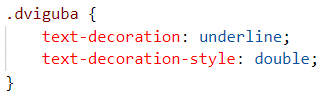 .dviguba {
    text-decoration: underline;
    text-decoration-style: double;
}